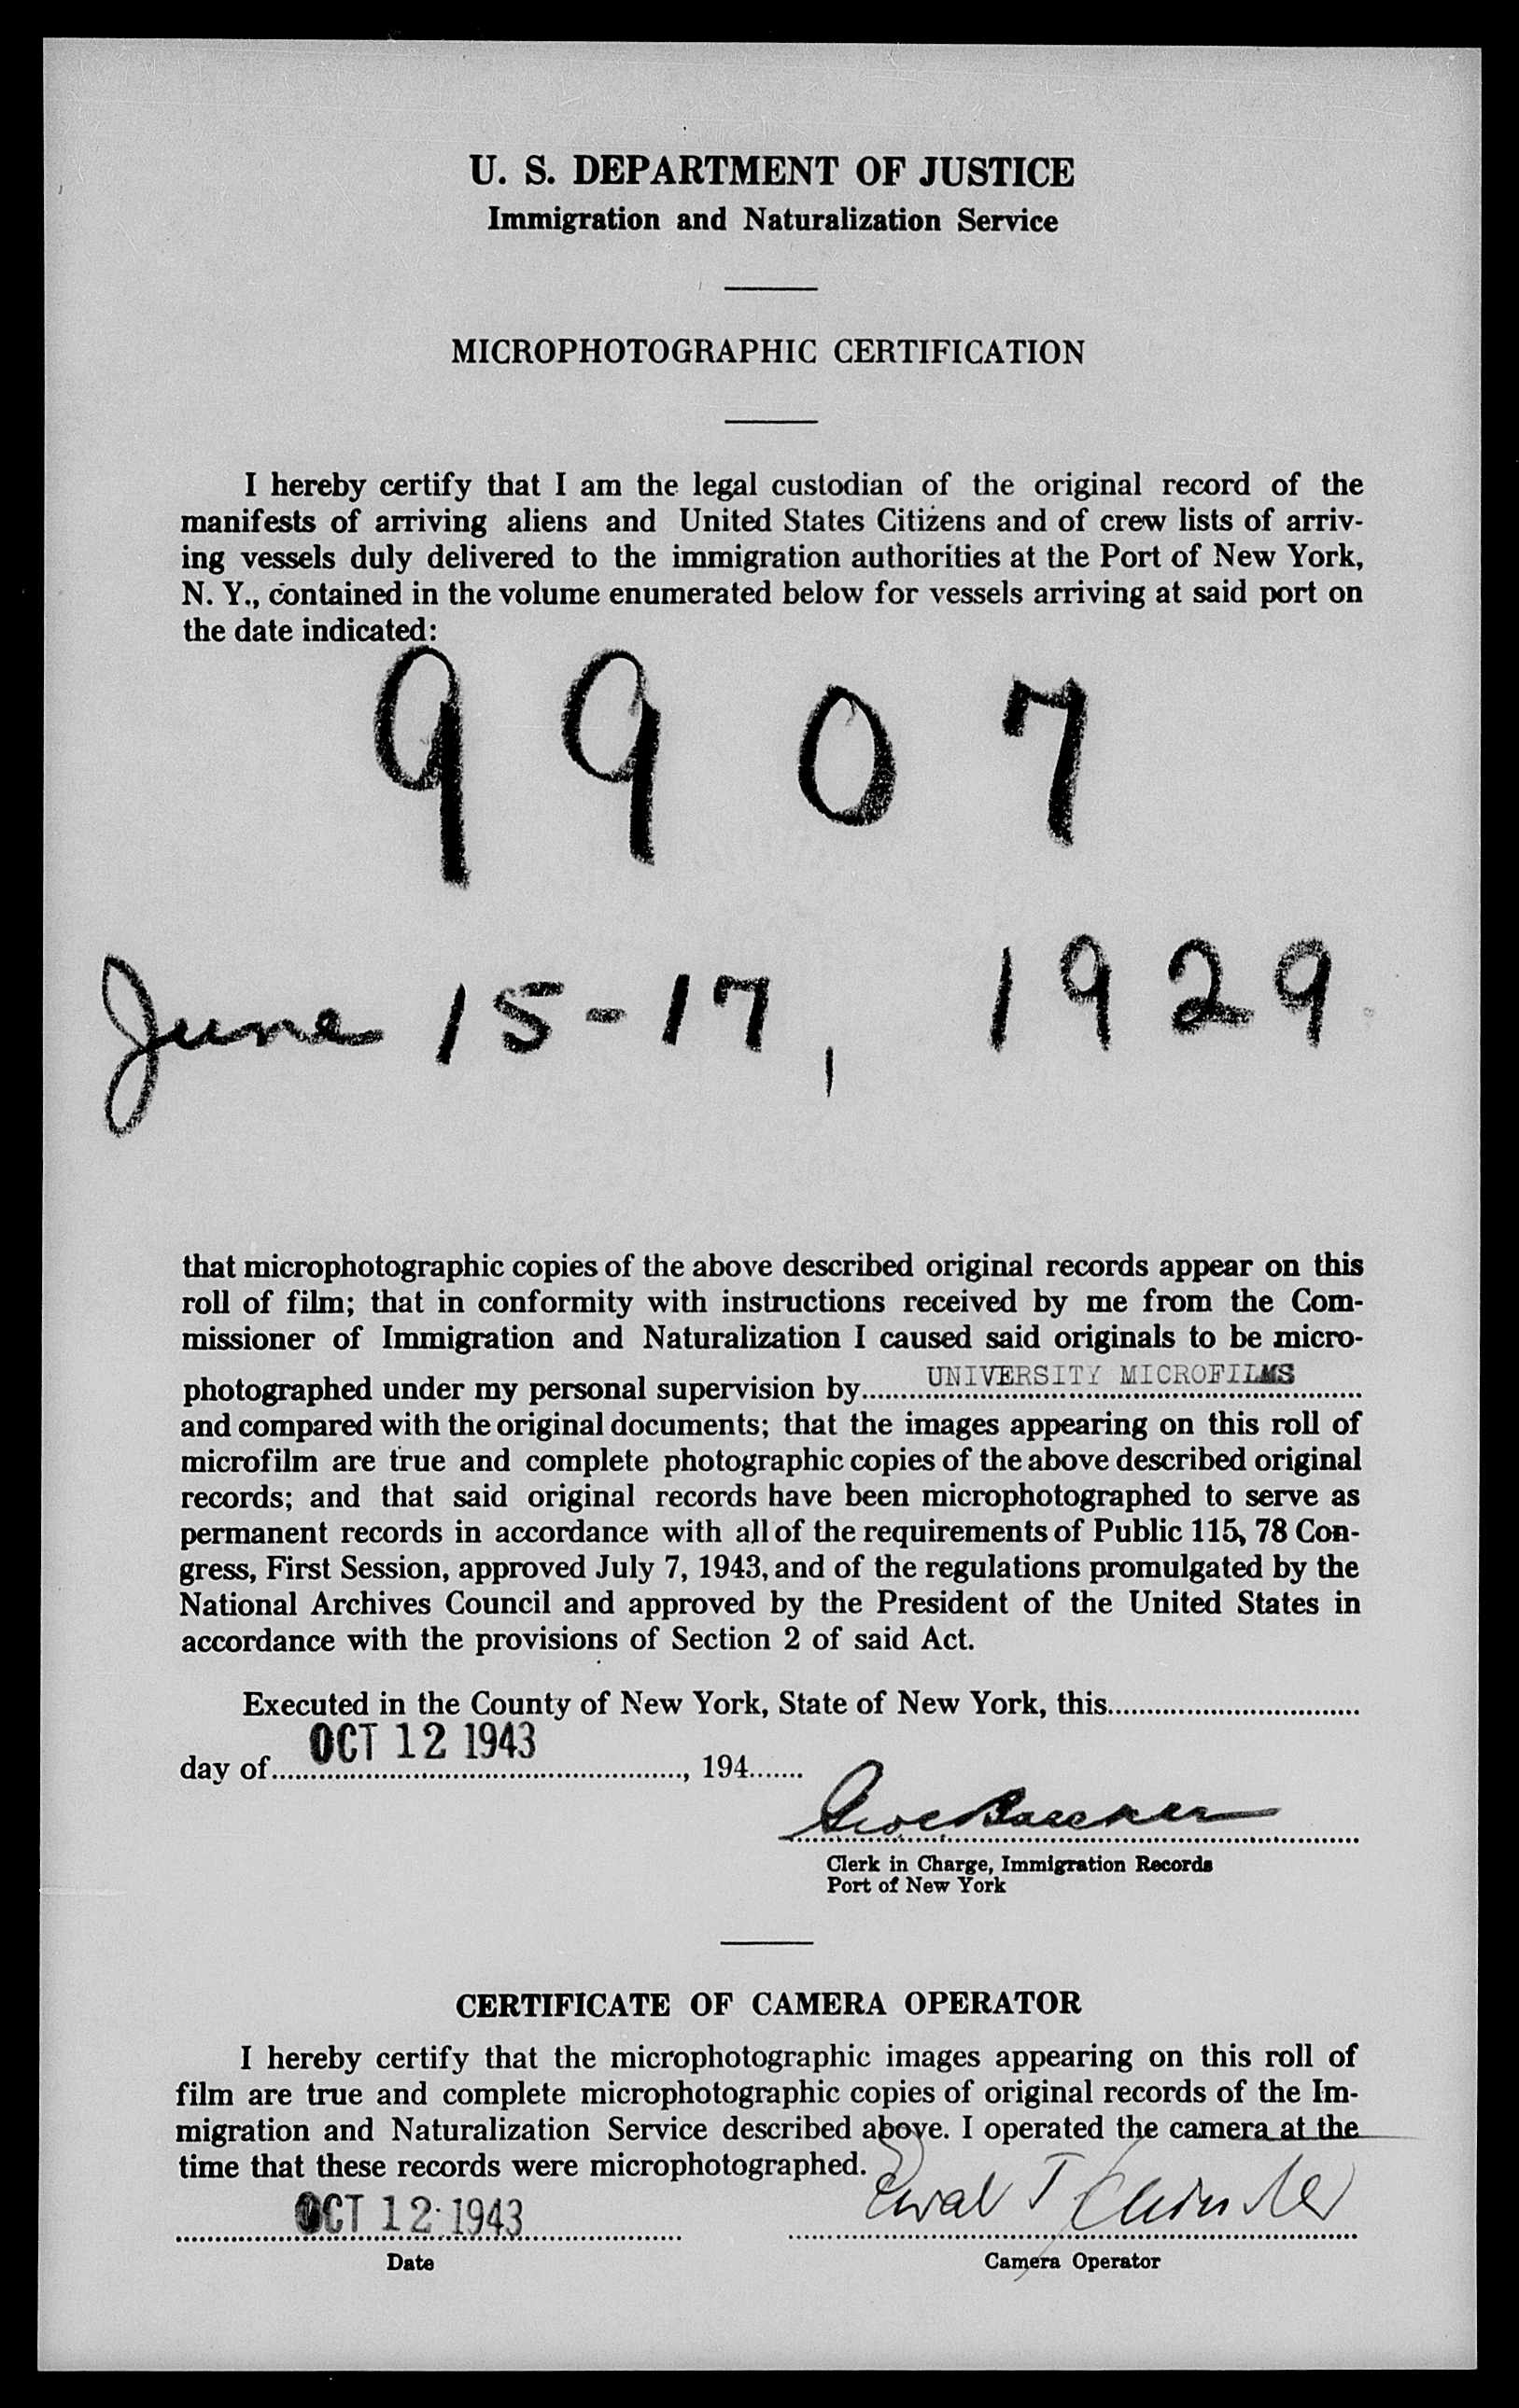 U. S. DEPARTMENT OF JUSTICE
Immigration and Naturalization Service
MICROPHOTOGRAPHIC CERTIFICATION
I hereby certify that I am the legal custodian of the original record of the
manifests of arriving aliens and United States Citizens and of crew lists of arriv-
ing vessels duly delivered to the immigration authorities at the Port of New York,
N. Y., contained in the volume enumerated below for vessels arriving at said port on
the date indicated:
9907
June 15-17, 1929
that microphotographic copies of the above described original records appear on this
roll of film; that in conformity with instructions received by me from the Com-
missioner of Immigration and Naturalization I caused said originals to be micro-
photographed under my personal supervision by UNIVERSITY MICROFILMS
and compared with the original documents; that the images appearing on this roll of
microfilm are true and complete photographic copies of the above described original
records; and that said original records have been microphotographed to serve as
permanent records in accordance with all of the requirements of Public 115, 78 Con-
gress, First Session, approved July 7, 1943, and of the regulations promulgated by the
National Archives Council and approved by the President of the United States in
accordance with the provisions of Section 2 of said Act.
Executed in the County of New York, State of New York, this
day of OCT 12 1943, 194
Clerk in Charge, Immigration Records
Port of New York
CERTIFICATE OF CAMERA OPERATOR
I hereby certify that the microphotographic images appearing on this roll of
film are true and complete microphotographic copies of original records of the Im-
migration and Naturalization Service described above. I operated the camera at the
time that these records were microphotographed.
OCT 12 1943
Date
Camera Operator